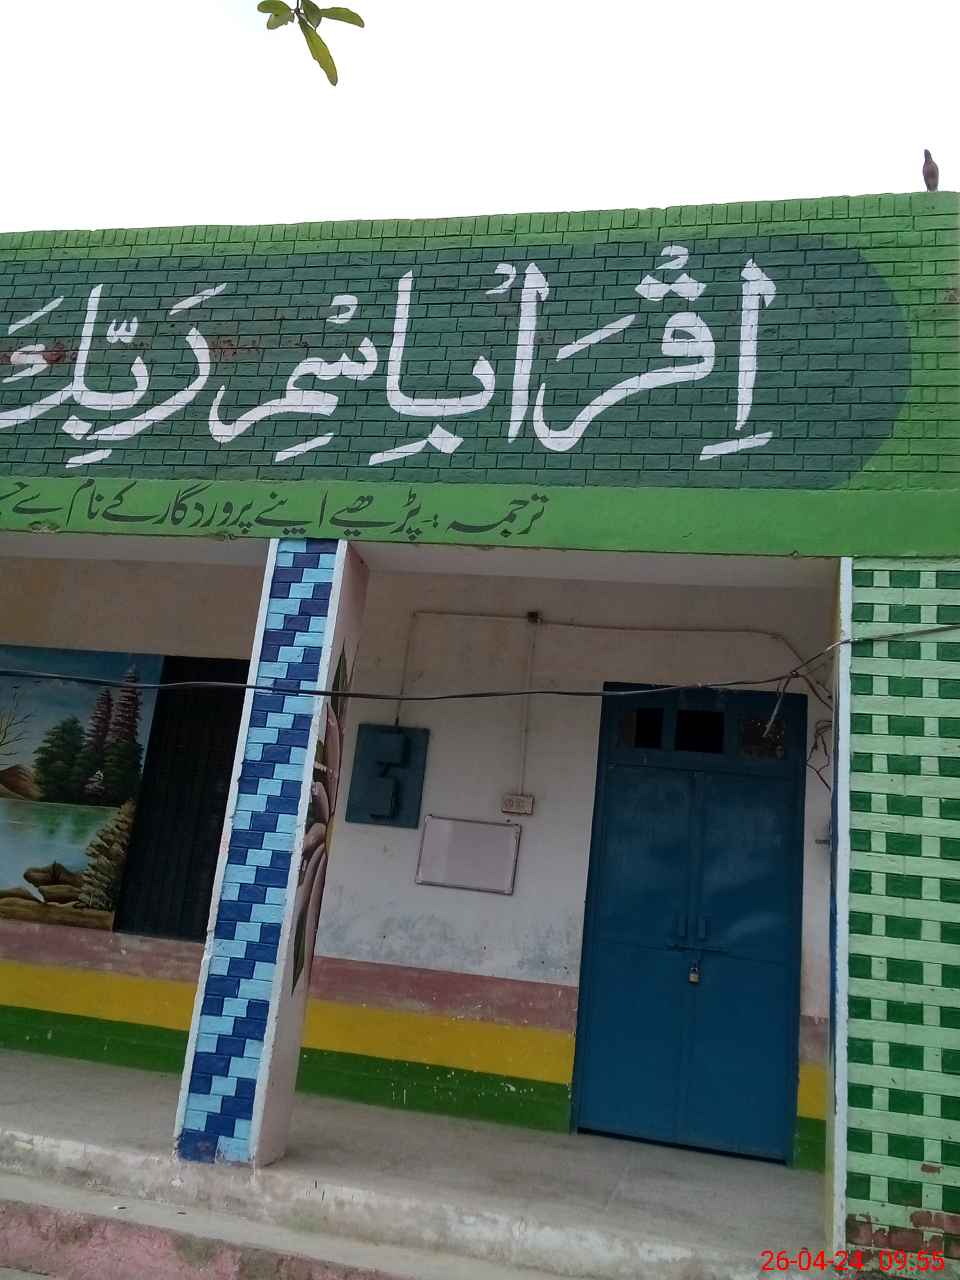 اِقْرَاْ بِاسْمِ رَبِّكَ
ترجمہ :۔ پڑھیے اپنے پروردگار کے نام سے
26-04-24 09:55